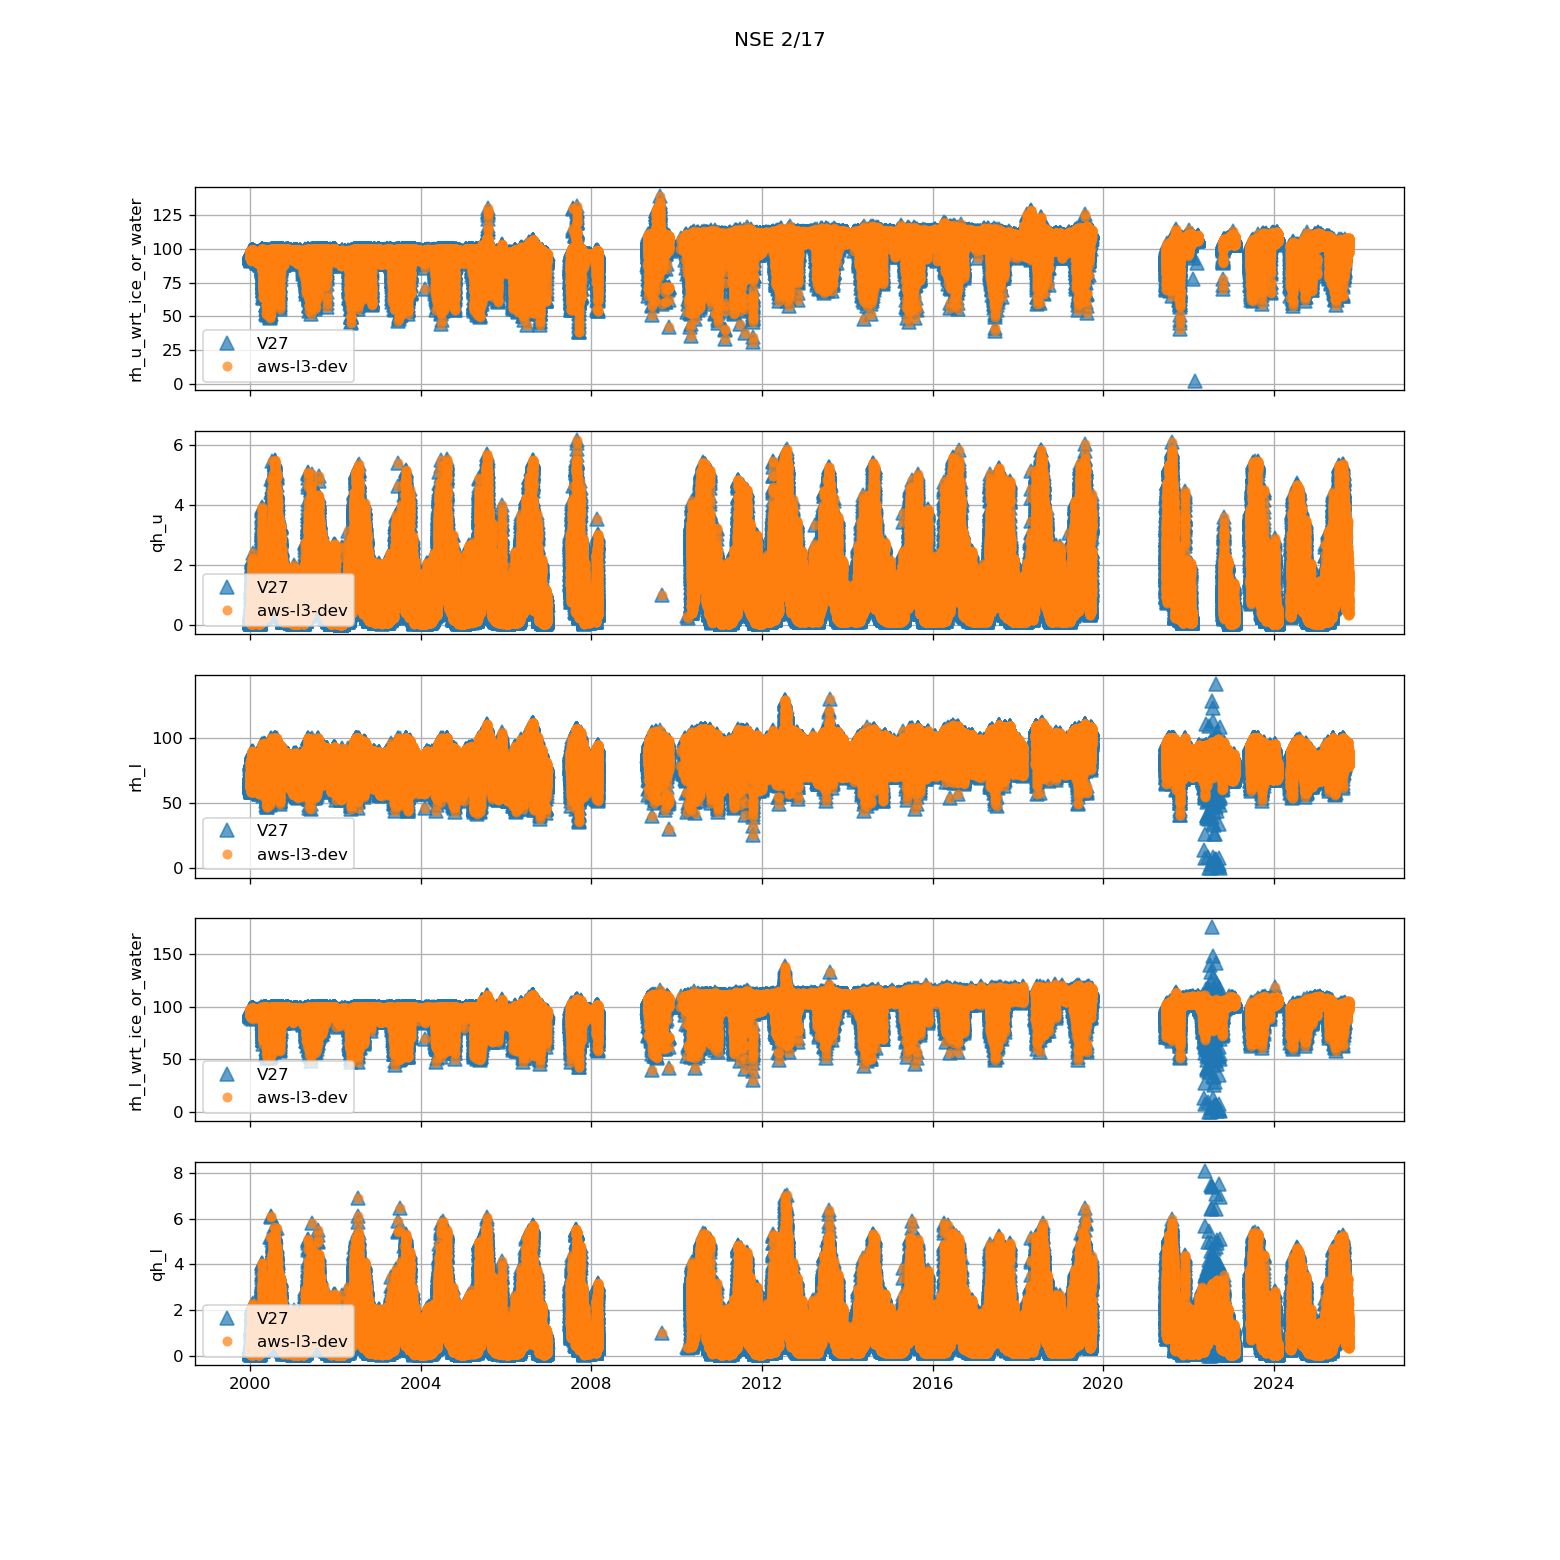 NSE 2/17
rh_u_wrt_ice_or_water
125
100
75
50
25
0
V27
aws-l3-dev
qh_u
6
4
2
0
V27
aws-l3-dev
rh_l
100
50
0
V27
aws-l3-dev
rh_l_wrt_ice_or_water
150
100
50
0
V27
aws-l3-dev
qh_l
8
6
4
2
0
V27
aws-l3-dev
2000 2004 2008 2012 2016 2020 2024